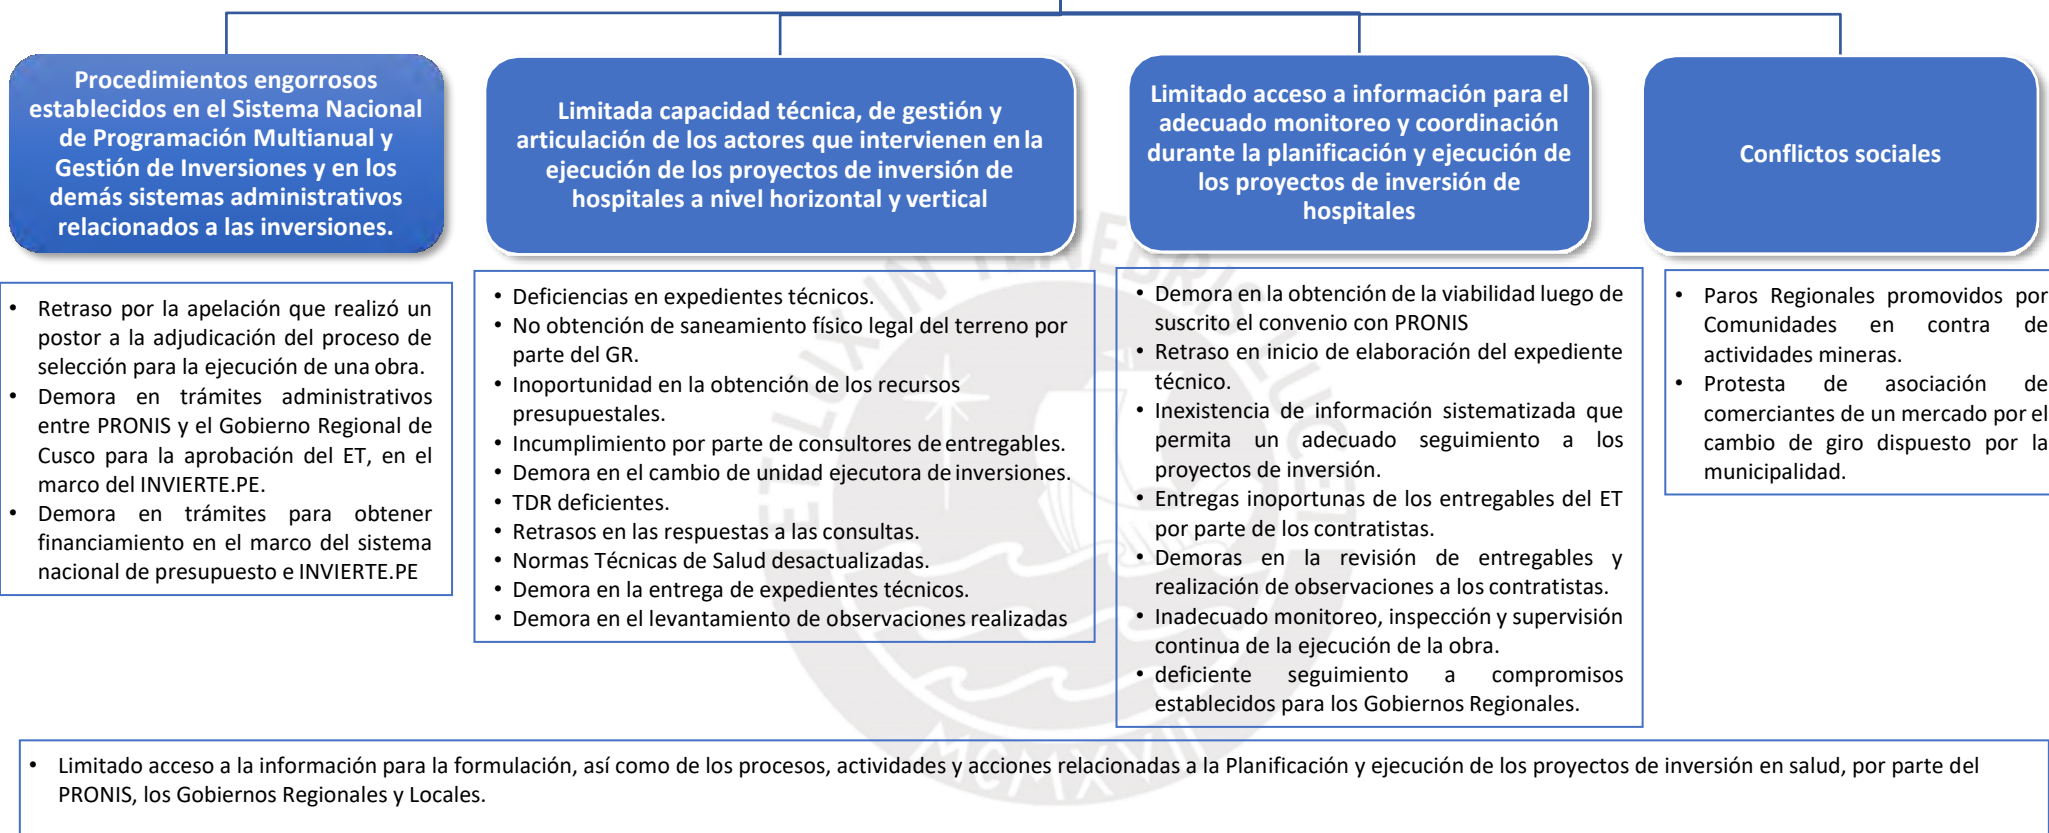 Procedimientos engorrosos
establecidos en el Sistema Nacional
de Programación Multianual y
Gestión de Inversiones y en los
demás sistemas administrativos
relacionados a las inversiones.
Limitada capacidad técnica, de gestión y
articulación de los actores que intervienen en la
ejecución de los proyectos de inversión de
hospitales a nivel horizontal y vertical
Limitado acceso a información para el
adecuado monitoreo y coordinación
durante la planificación y ejecución de
los proyectos de inversión de
hospitales
Conflictos sociales
• Retraso por la apelación que realizó un
postor a la adjudicación del proceso de
selección para la ejecución de una obra.
• Demora en trámites administrativos
entre PRONIS y el Gobierno Regional de
Cusco para la aprobación del ET, en el
marco del INVIERTE.PE.
• Demora en trámites para obtener
financiamiento en el marco del sistema
nacional de presupuesto e INVIERTE.PE
• Deficiencias en expedientes técnicos.
• No obtención de saneamiento físico legal del terreno por
parte del GR.
• Inoportunidad en la obtención de los recursos
presupuestales.
• Incumplimiento por parte de consultores de entregables.
• Demora en el cambio de unidad ejecutora de inversiones.
• TDR deficientes.
• Retrasos en las respuestas a las consultas.
• Normas Técnicas de Salud desactualizadas.
• Demora en la entrega de expedientes técnicos.
• Demora en el levantamiento de observaciones realizadas
• Demora en la obtención de la viabilidad luego de
suscrito el convenio con PRONIS
• Retraso en inicio de elaboración del expediente
técnico.
• Inexistencia de información sistematizada que
permita un adecuado seguimiento a los
proyectos de inversión.
• Entregas inoportunas de los entregables del ET
por parte de los contratistas.
• Demoras en la revisión de entregables y
realización de observaciones a los contratistas.
• Inadecuado monitoreo, inspección y supervisión
continua de la ejecución de la obra.
• deficiente seguimiento a compromisos
establecidos para los Gobiernos Regionales.
• Paros Regionales promovidos por
Comunidades en contra de
actividades mineras.
• Protesta de asociación de
comerciantes de un mercado por el
cambio de giro dispuesto por la
municipalidad.
• Limitado acceso a la información para la formulación, así como de los procesos, actividades y acciones relacionadas a la Planificación y ejecución de los proyectos de inversión en salud, por parte del
PRONIS, los Gobiernos Regionales y Locales.
ET LUX IN TENEBRIS LUCET
MCMXVII